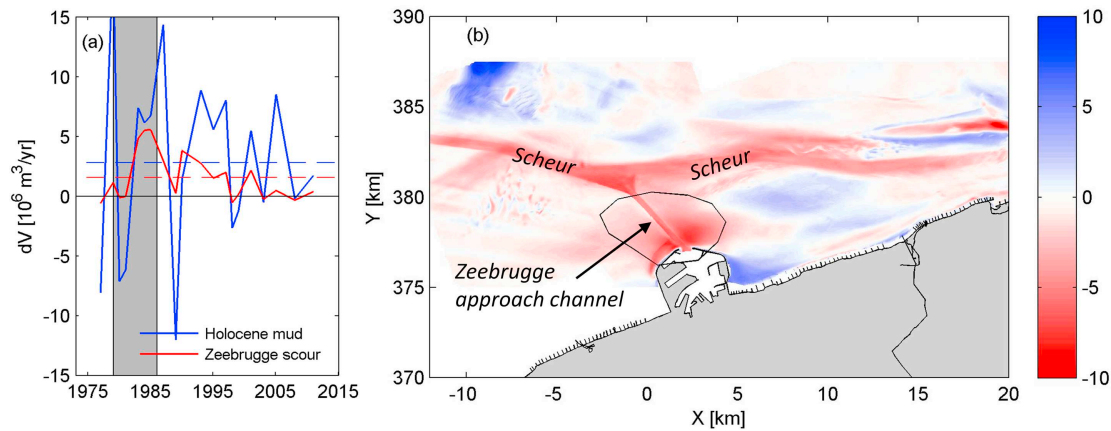 15
10
5
0
-5
-10
-15
dV [10⁶ m³/yr]
(a)
Holocene mud
Zeebrugge scour
1975
1985
1995
2005
2015
390
385
380
375
370
Y [km]
(b)
Scheur
Scheur
Zeebrugge
approach channel
-10
-5
0
5
10
15
20
X [km]
10
5
0
-5
-10